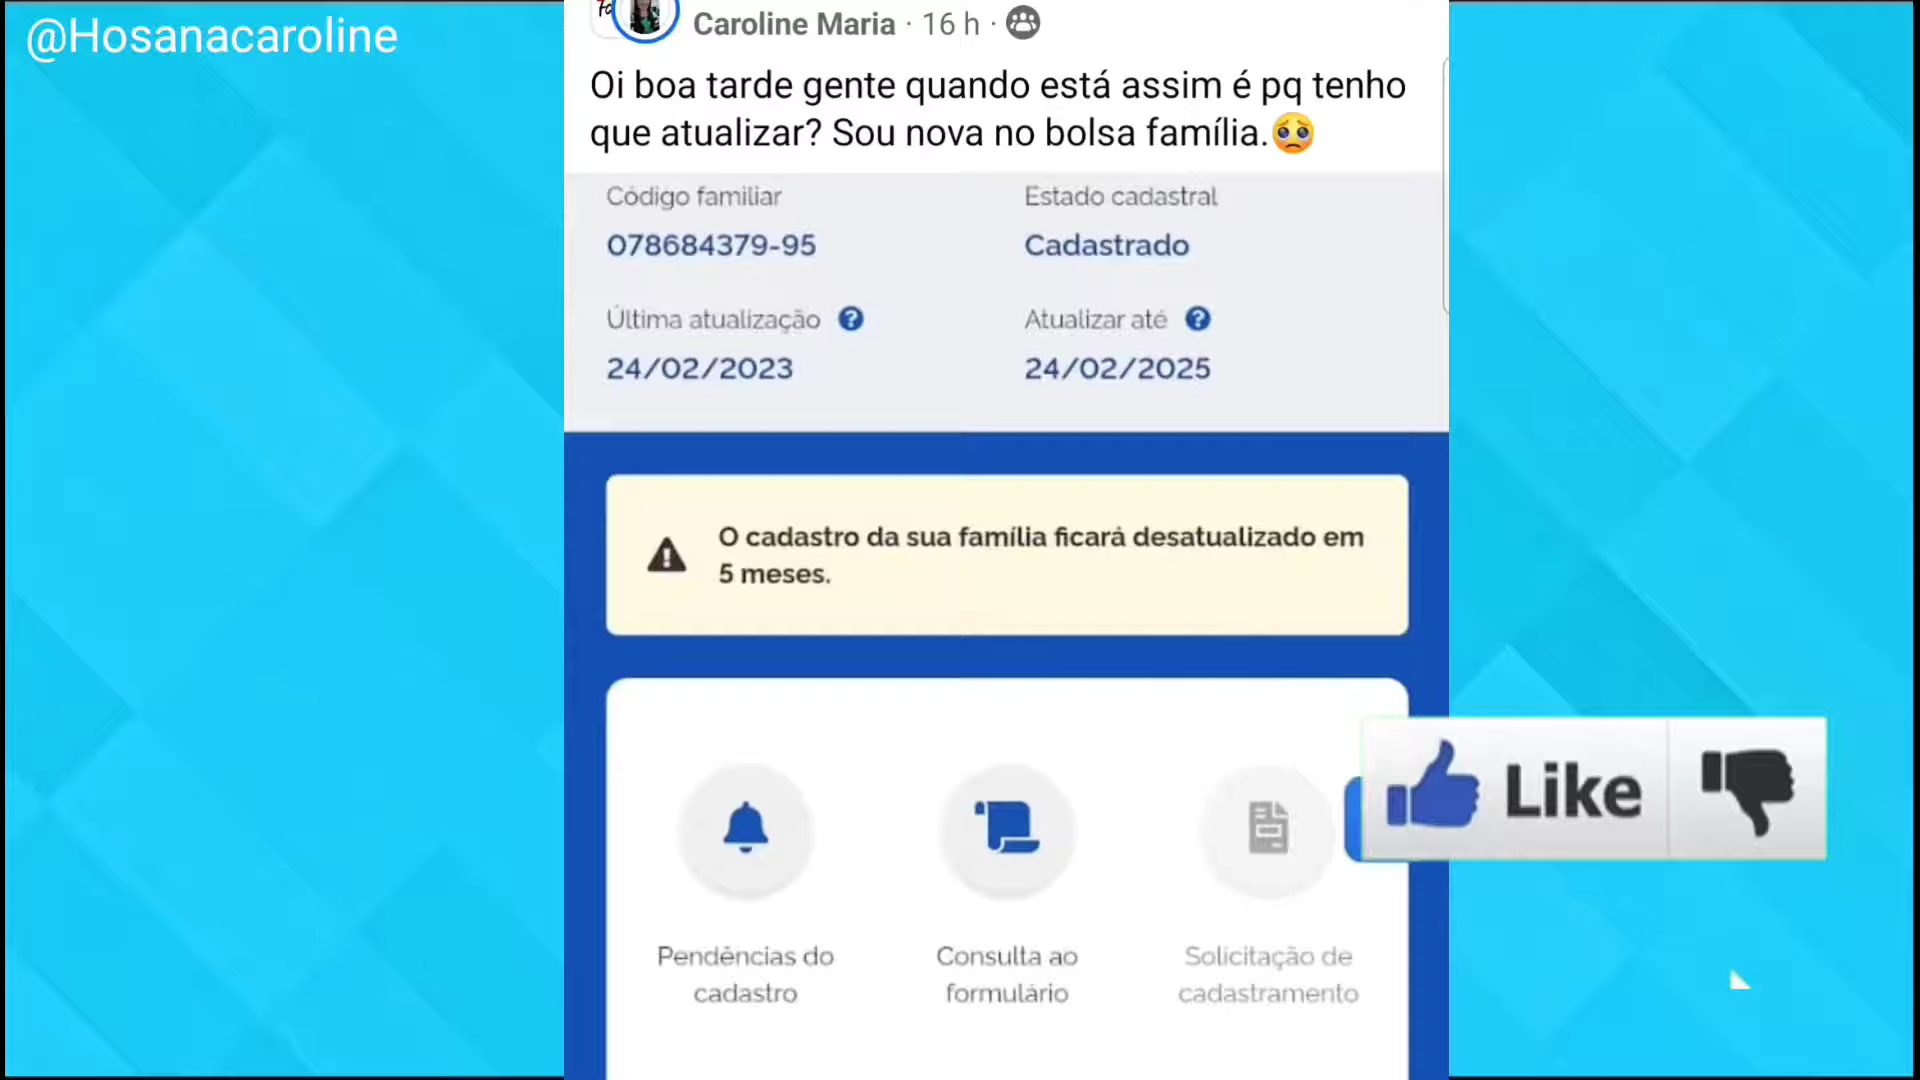 @Hosanacaroline
Caroline Maria · 16 h ·
Oi boa tarde gente quando está assim é pq tenho
que atualizar? Sou nova no bolsa família.🥺
Código familiar
078684379-95
Estado cadastral
Cadastrado
Última atualização ?
24/02/2023
Atualizar até ?
24/02/2025
O cadastro da sua família ficará desatualizado em
5 meses.
Pendências do
cadastro
Consulta ao
formulário
Solicitação de
cadastramento
Like